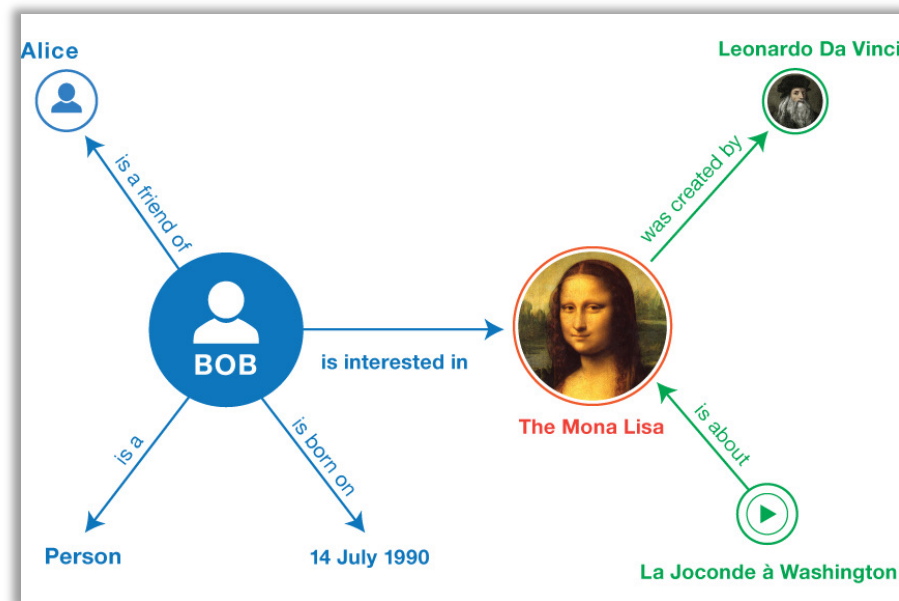 Alice
Leonardo Da Vinci
is a friend of
was created by
BOB
is interested in
The Mona Lisa
is a
is born on
is about
Person
14 July 1990
La Joconde à Washington